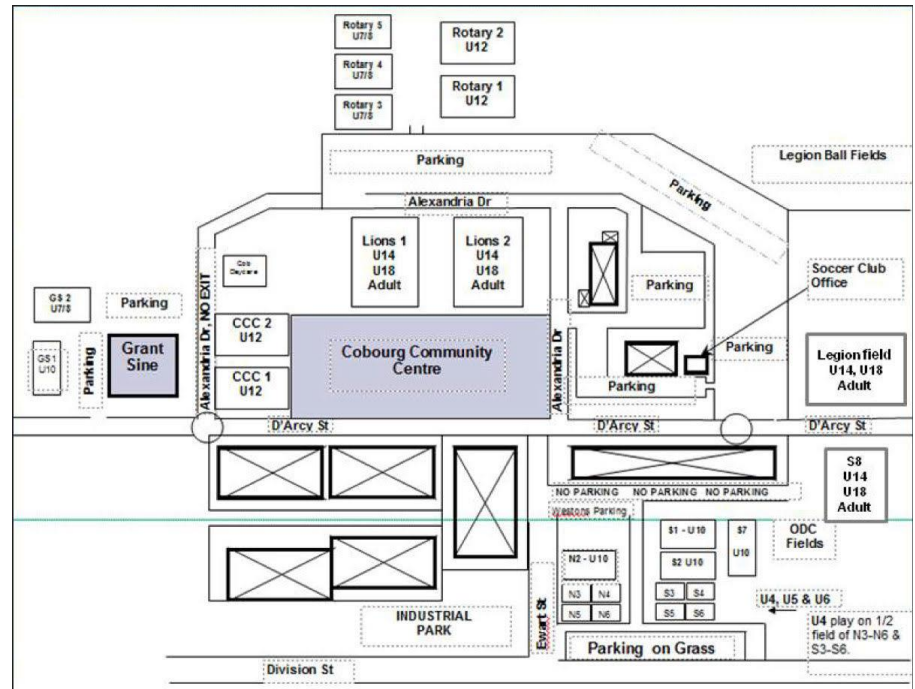 Rotary 5
U7/8
Rotary 2
U12
Rotary 4
U7/8
Rotary 1
U12
Rotary 3
U7/8
Parking
Legion Ball Fields
Parking
Alexandria Dr
Lions 1
U14
U18
Adult
Lions 2
U14
U18
Adult
Cob
Daycare
Soccer Club
Office
Parking
GS 2
U7/8
Parking
Alexandria Dr, NO EXIT
CCC 2
U12
Grant
Sine
GS1
U10
Parking
Cobourg Community
Centre
Alexandria Dr
Parking
Legion field
U14, U18
Adult
CCC 1
U12
Parking
D'Arcy St
D'Arcy St
D'Arcy St
S8
U14
U18
Adult
NO PARKING NO PARKING NO PARKING
Westons Parking
S1 - U10
S7
U10
ODC
Fields
N2 - U10
S2 U10
N3
N4
S3
S4
N5
N6
S5
S6
U4, U5 & U6
U4 play on 1/2
field of
N3-N6 &
S3-S6.
INDUSTRIAL
PARK
Ewart St
Parking on Grass
Division St